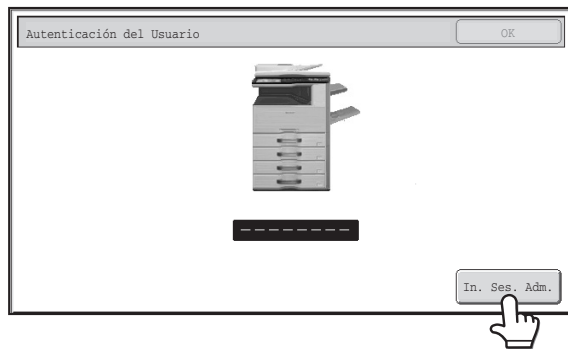 Autenticación del Usuario
OK
--------
In. Ses. Adm.